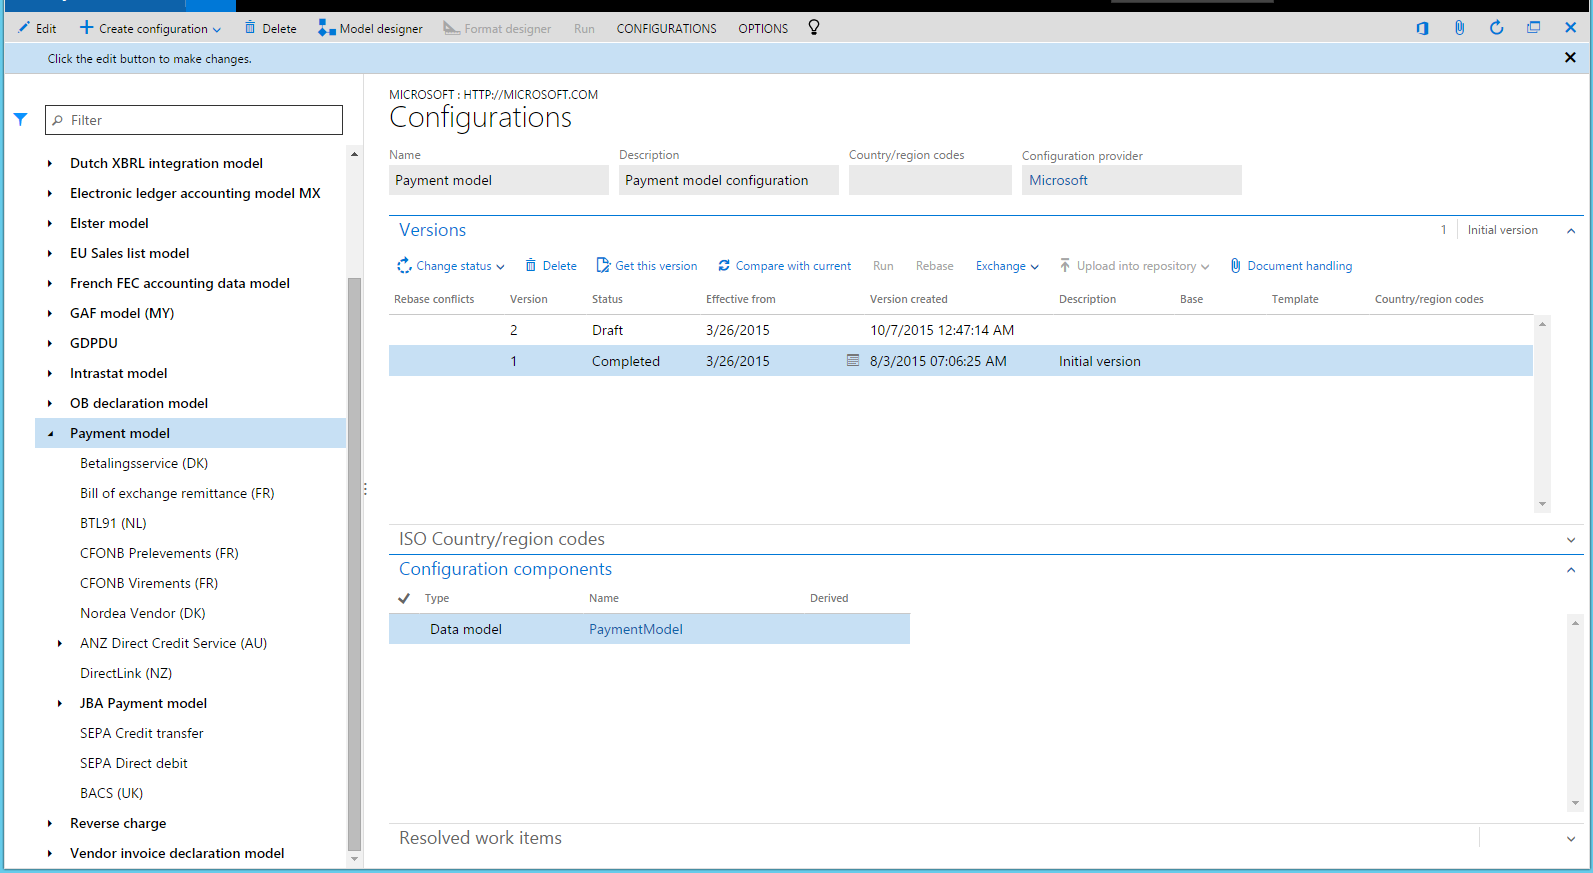 Edit Create configuration Delete Model designer Format designer Run CONFIGURATIONS OPTIONS
Click the edit button to make changes.
Filter
Dutch XBRL integration model
Electronic ledger accounting model MX
Elster model
EU Sales list model
French FEC accounting data model
GAF model (MY)
GDPDU
Intrastat model
OB declaration model
Payment model
Betalingsservice (DK)
Bill of exchange remittance (FR)
BTL91 (NL)
CFONB Prelevements (FR)
CFONB Virements (FR)
Nordea Vendor (DK)
ANZ Direct Credit Service (AU)
DirectLink (NZ)
JBA Payment model
SEPA Credit transfer
SEPA Direct debit
BACS (UK)
Reverse charge
Vendor invoice declaration model
MICROSOFT : HTTP://MICROSOFT.COM
Configurations
Name Description Country/region codes Configuration provider
Payment model Payment model configuration Microsoft
Versions 1 Initial version
Change status Delete Get this version Compare with current Run Rebase Exchange Upload into repository Document handling
Rebase conflicts Version Status Effective from Version created Description Base Template Country/region codes
2 Draft 3/26/2015 10/7/2015 12:47:14 AM
1 Completed 3/26/2015 8/3/2015 07:06:25 AM Initial version
ISO Country/region codes
Configuration components
Type Name Derived
Data model PaymentModel
Resolved work items